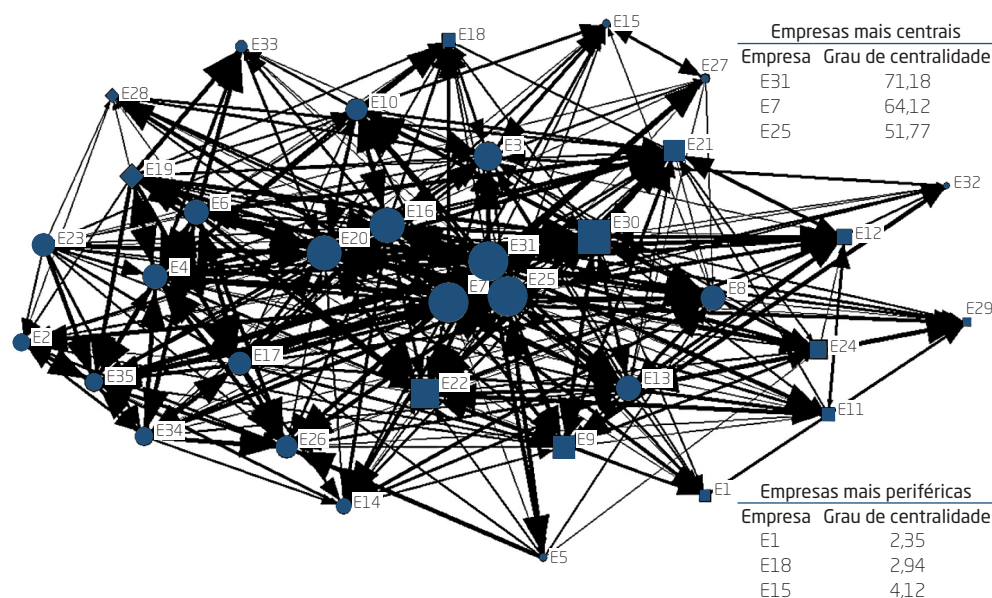 E15
E33
E18
Empresas mais centrais
Empresa Grau de centralidade
E31 71,18
E7 64,12
E25 51,77
E27
E28
E10
E3
E21
E19
E32
E6
E16
E30
E23
E20
E31
E12
E4
E7
E25
E8
E29
E2
E17
E24
E35
E22
E13
E11
E34
E26
E9
E14
E1
E5
Empresas mais periféricas
Empresa Grau de centralidade
E1 2,35
E18 2,94
E15 4,12